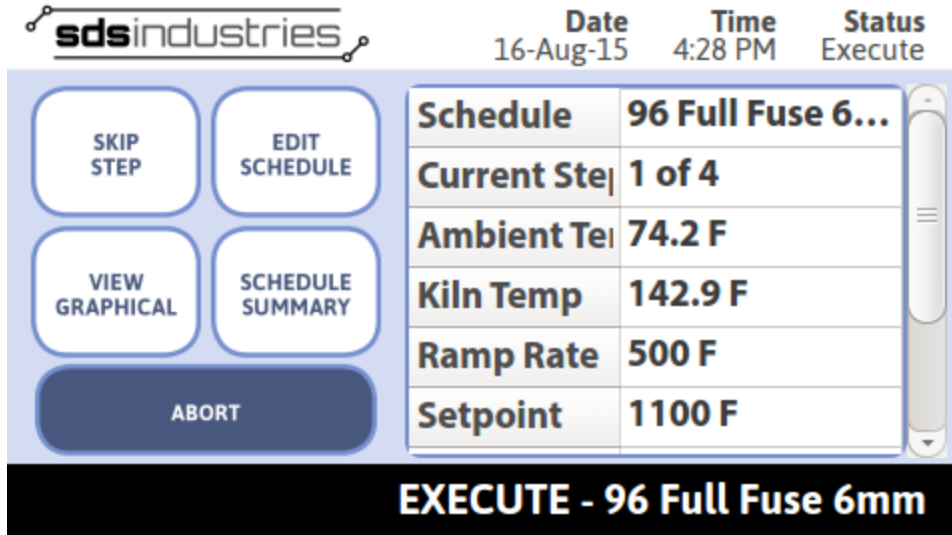 sdsindustries
Date Time Status
16-Aug-15 4:28 PM Execute
SKIP
STEP
EDIT
SCHEDULE
VIEW
GRAPHICAL
SCHEDULE
SUMMARY
ABORT
Schedule 96 Full Fuse 6...
Current Step 1 of 4
Ambient Te 74.2 F
Kiln Temp 142.9 F
Ramp Rate 500 F
Setpoint 1100 F
EXECUTE - 96 Full Fuse 6mm